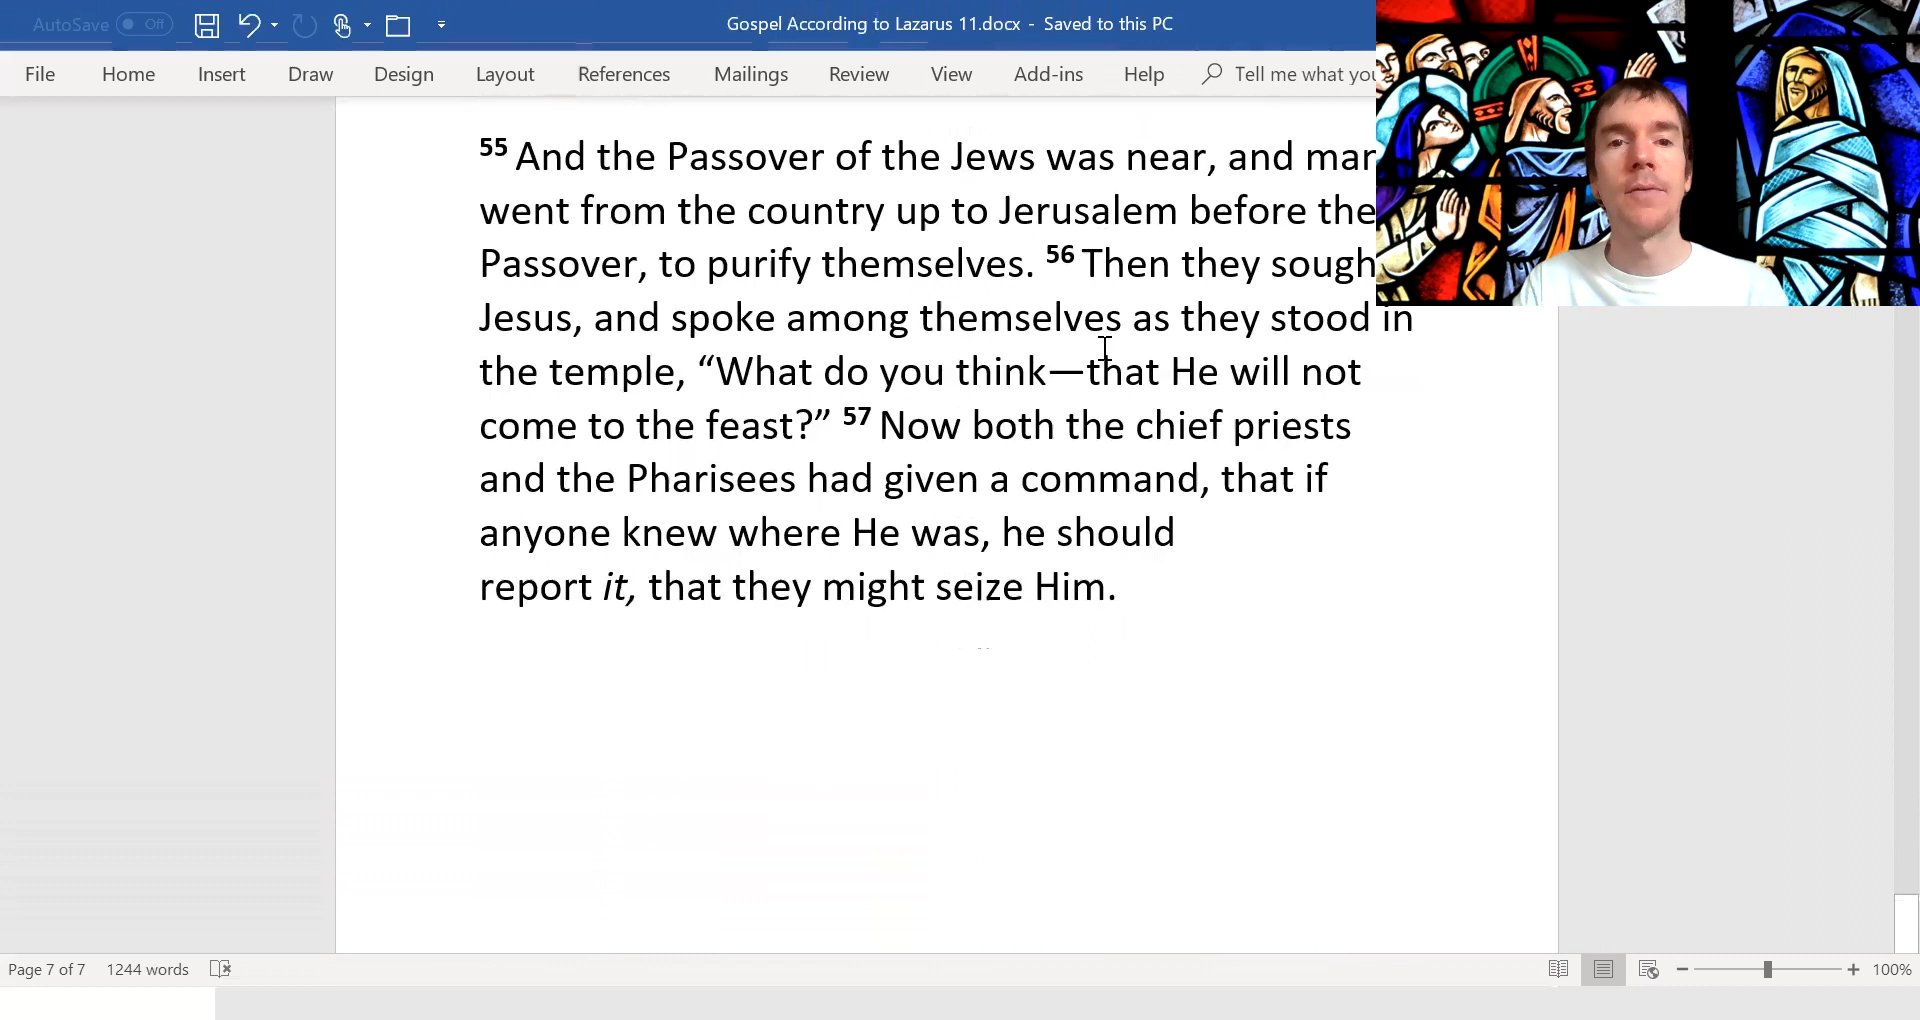 AutoSave Off
Gospel According to Lazarus 11.docx - Saved to this PC
File Home Insert Draw Design Layout References Mailings Review View Add-ins Help Tell me what you
55 And the Passover of the Jews was near, and
went from the country up to Jerusalem before the
Passover, to purify themselves. 56 Then they
Jesus, and spoke among themselves as they stood in
the temple, “What do you think—that He will not
come to the feast?” 57 Now both the chief priests
and the Pharisees had given a command, that if
anyone knew where He was, he should
report it, that they might seize Him.
Page 7 of 7 1244 words
100%